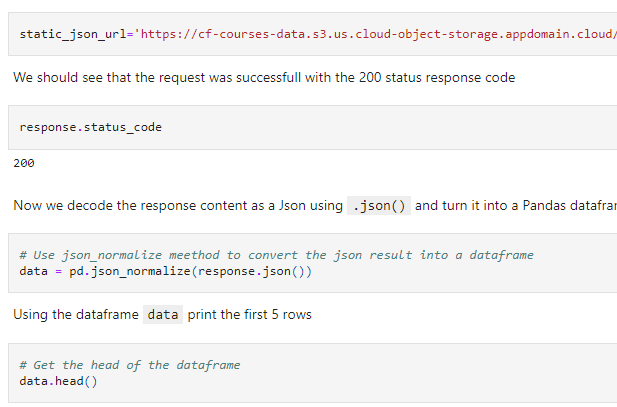 static_json_url='https://cf-courses-data.s3.us.cloud-object-storage.appdomain.cloud/
We should see that the request was successfull with the 200 status response code
response.status_code
200
Now we decode the response content as a Json using .json() and turn it into a Pandas datafra
# Use json_normalize meethod to convert the json result into a dataframe
data = pd.json_normalize(response.json())
Using the dataframe data print the first 5 rows
# Get the head of the dataframe
data.head()